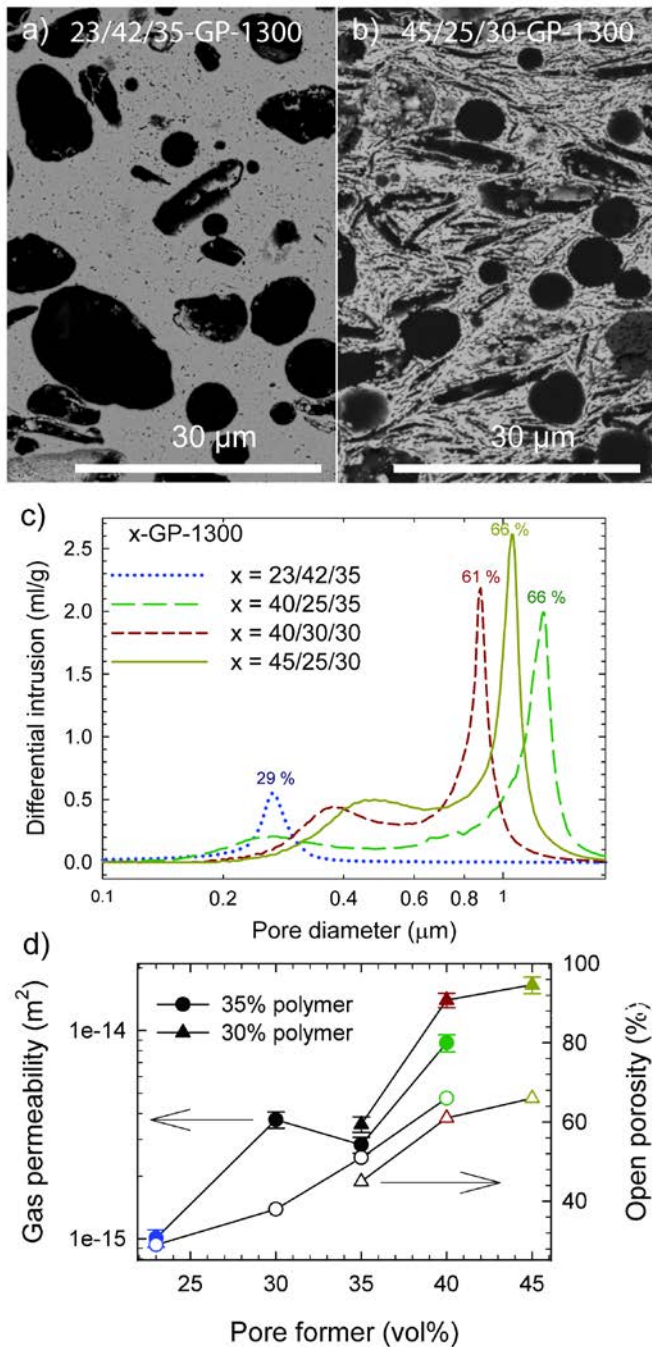 a) 23/42/35-GP-1300
b) 45/25/30-GP-1300
30 µm
30 µm
c)
x-GP-1300
x = 23/42/35
x = 40/25/35
x = 40/30/30
x = 45/25/30
29 %
61 %
66 %
66 %
Differential intrusion (ml/g)
2.5
2.0
1.5
1.0
0.5
0.0
0.1
0.2
0.4
0.6
0.8
1
Pore diameter (µm)
d)
35% polymer
30% polymer
Gas permeability (m²)
1e-14
1e-15
Open porosity (%)
100
80
60
40
25
30
35
40
45
Pore former (vol%)